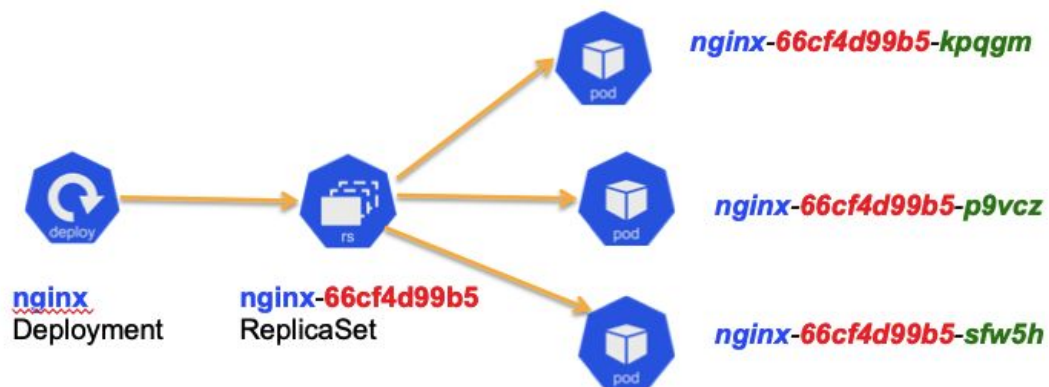 nginx-66cf4d99b5-kpqgm
pod
deploy
rs
pod
nginx-66cf4d99b5-p9vcz
nginx
Deployment
nginx-66cf4d99b5
ReplicaSet
pod
nginx-66cf4d99b5-sfw5h